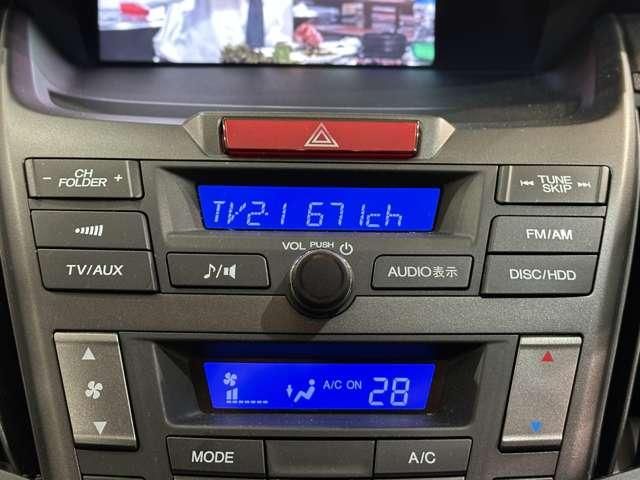 - CH FOLDER +
TV2-1 671ch
TUNE SKIP
VOL PUSH
FM/AM
TV/AUX
AUDIO表示
DISC/HDD
A/C ON 28
MODE
A/C